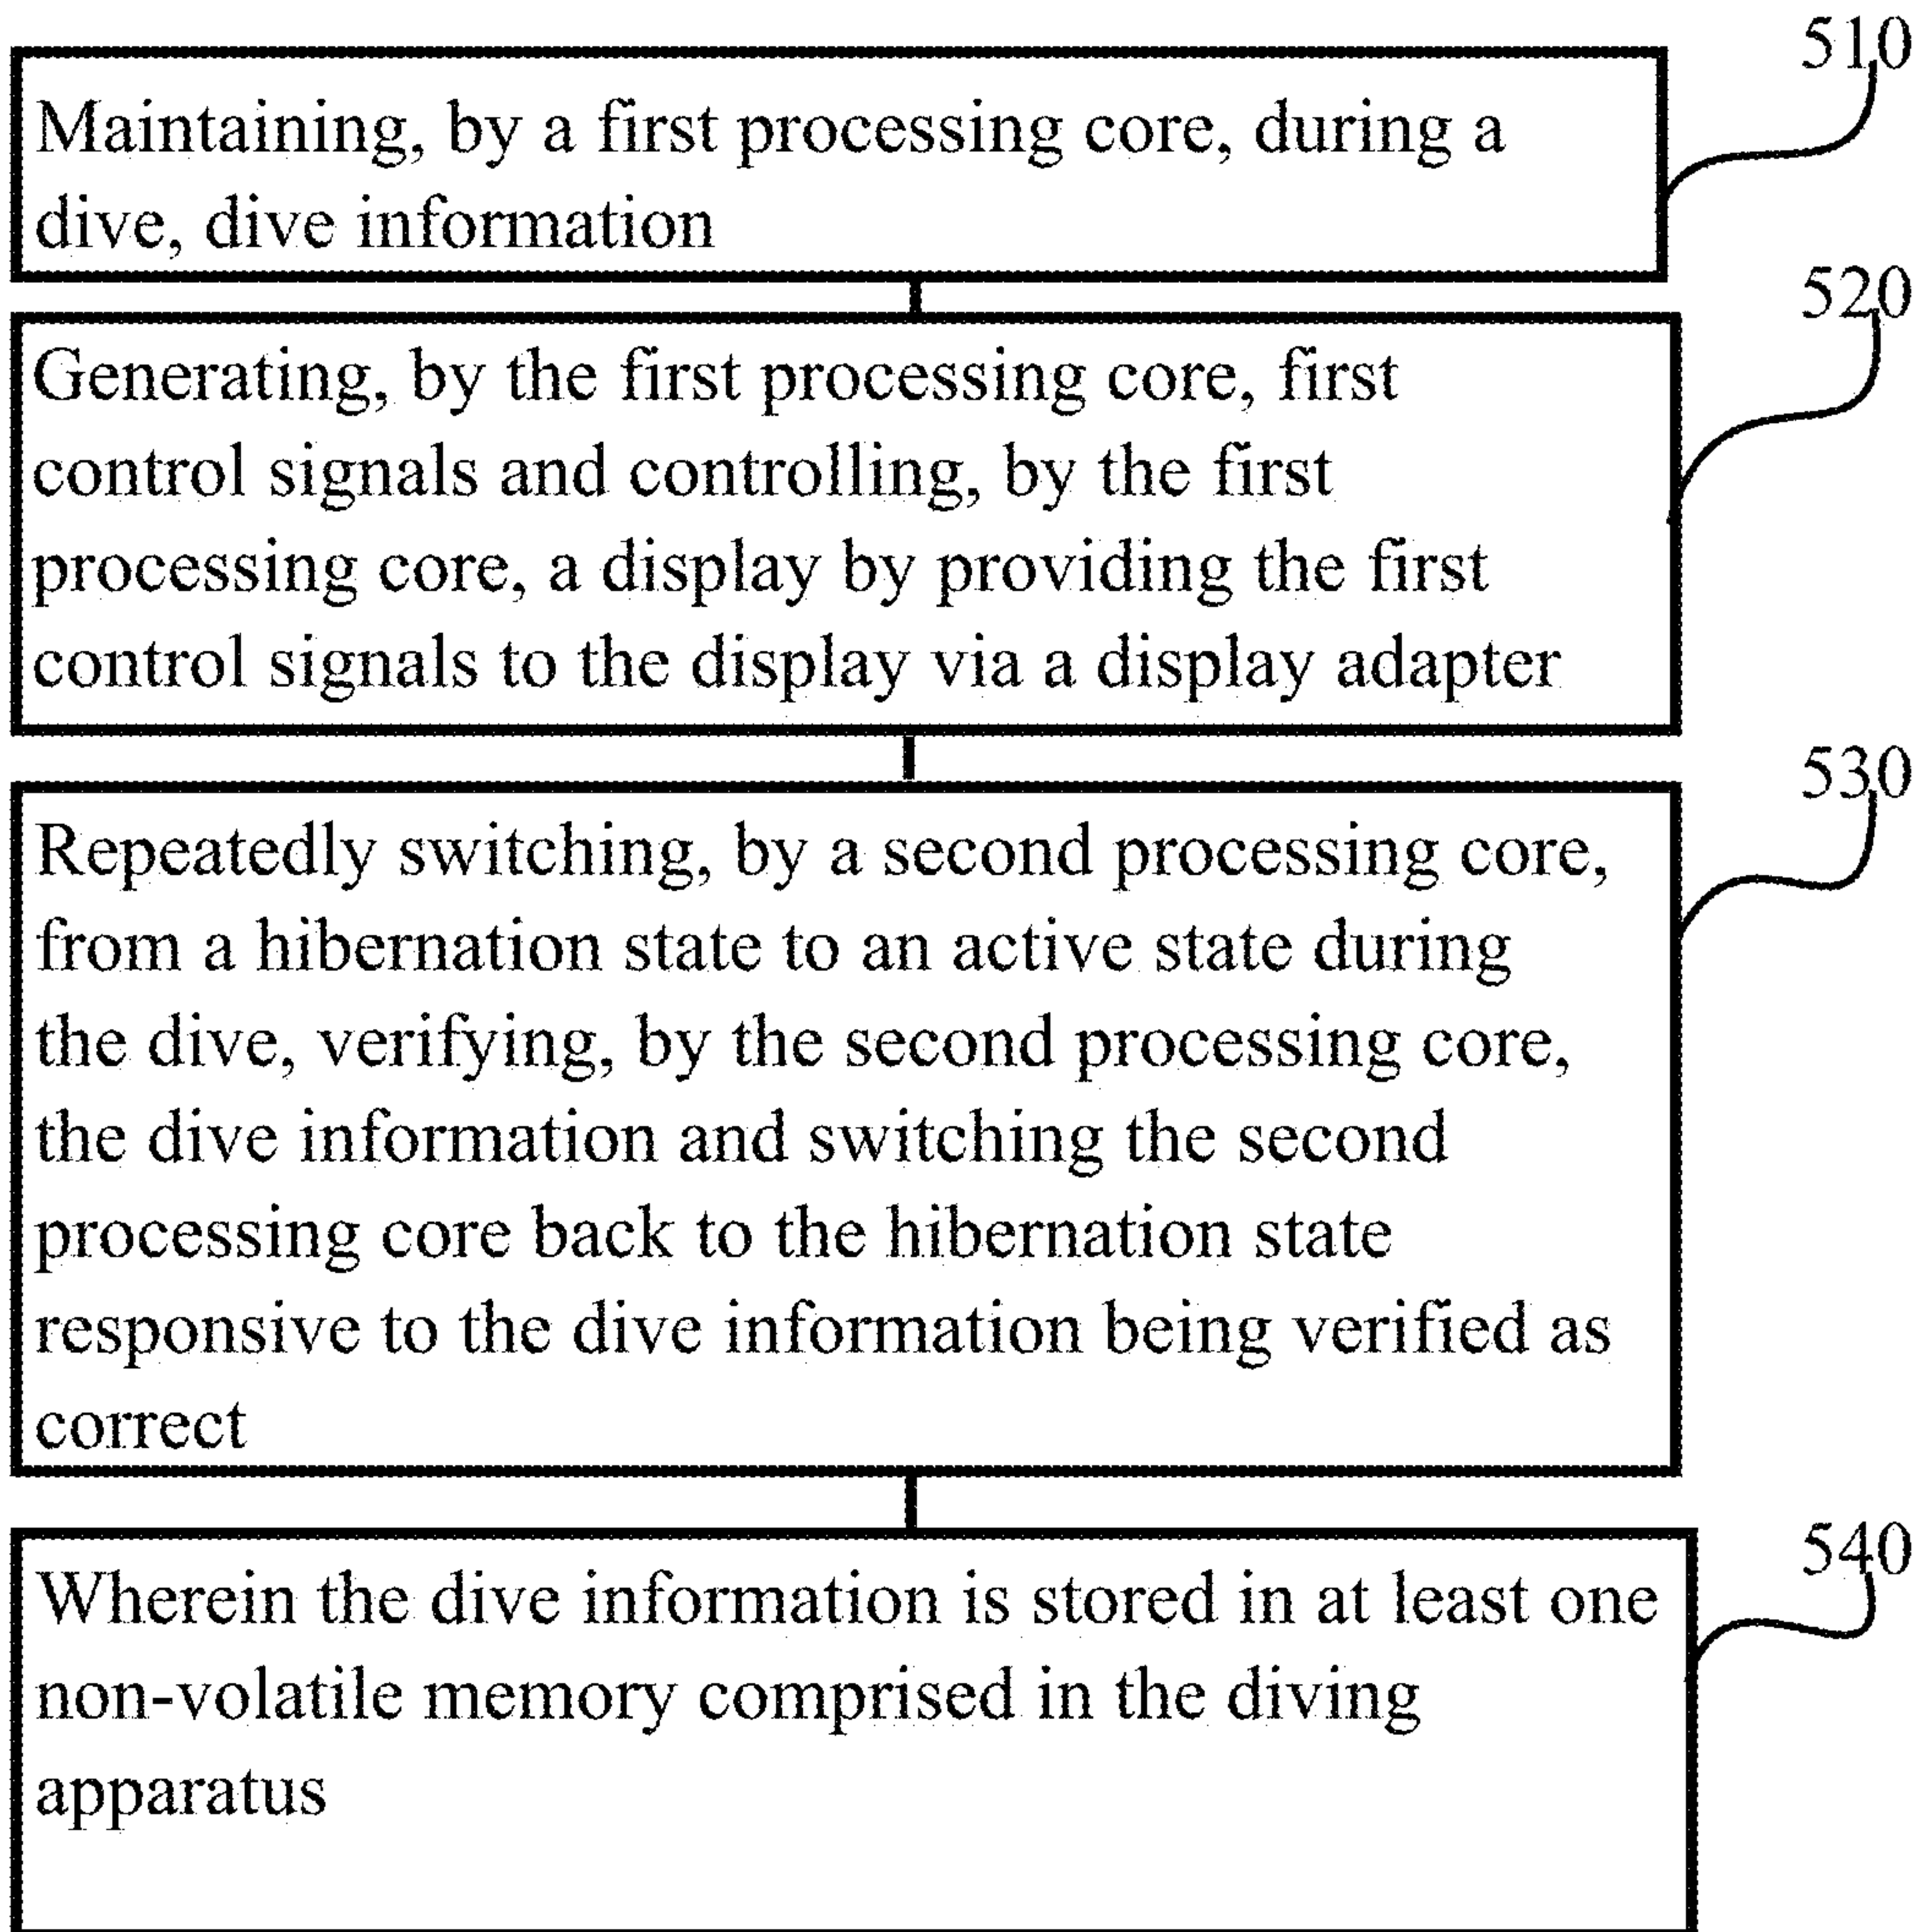 510
Maintaining, by a first processing core, during a
dive, dive information
520
Generating, by the first processing core, first
control signals and controlling, by the first
processing core, a display by providing the first
control signals to the display via a display adapter
530
Repeatedly switching, by a second processing core,
from a hibernation state to an active state during
the dive, verifying, by the second processing core,
the dive information and switching the second
processing core back to the hibernation state
responsive to the dive information being verified as
correct
540
Wherein the dive information is stored in at least one
non-volatile memory comprised in the diving
apparatus